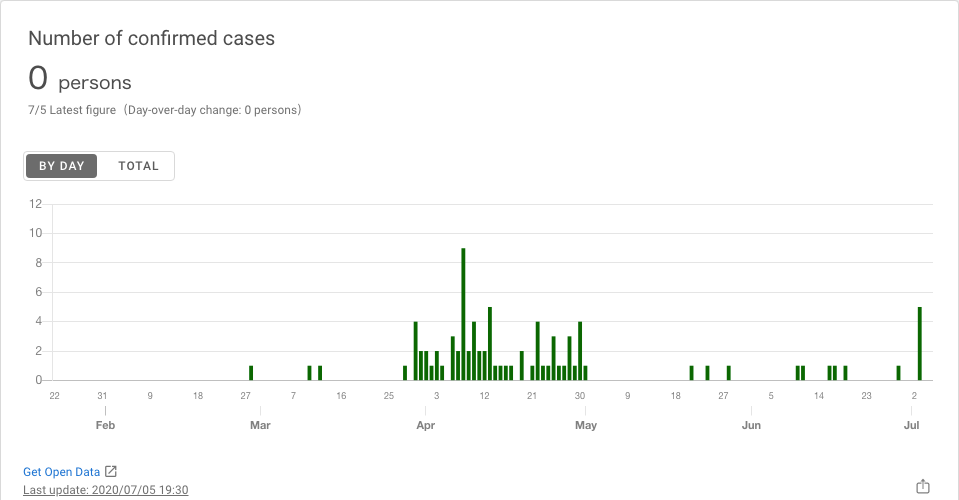 Number of confirmed cases
0 persons
7/5 Latest figure（Day-over-day change: 0 persons）
BY DAY TOTAL
12
10
8
6
4
2
0
22 31 9 18 27 7 16 25 3 12 21 30 9 18 27 5 14 23 2
Feb Mar Apr May Jun Jul
Get Open Data
Last update: 2020/07/05 19:30